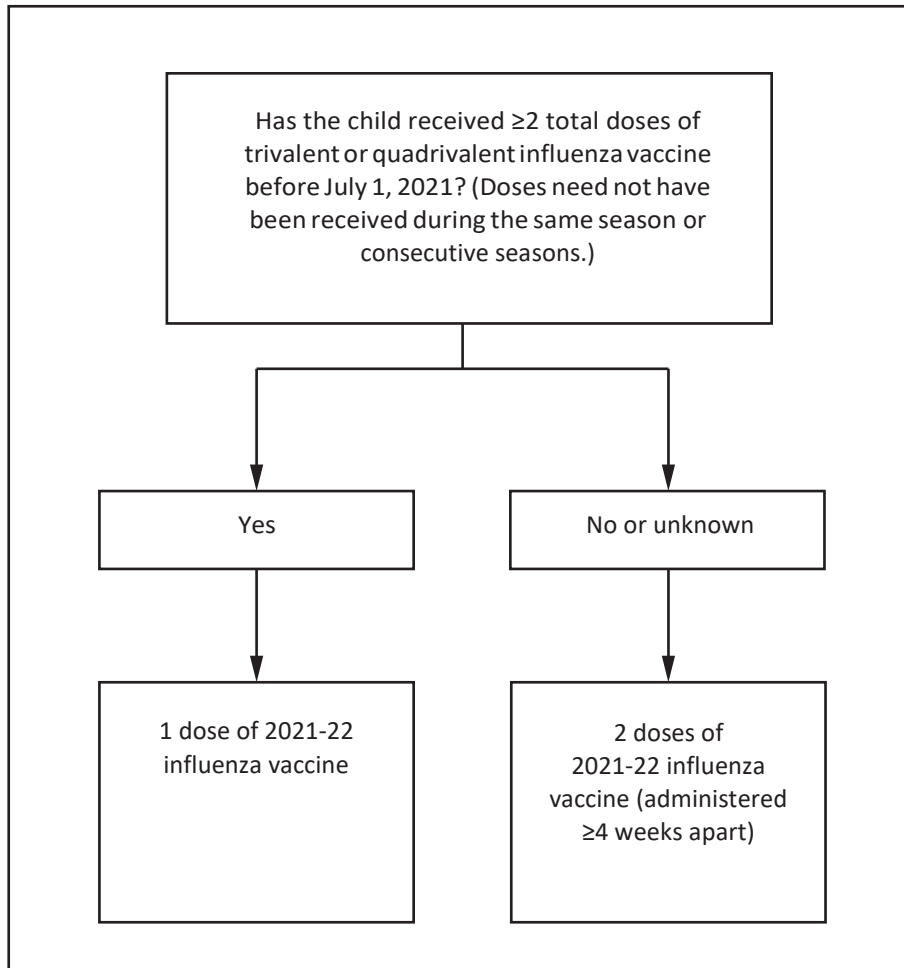 Has the child received ≥2 total doses of
trivalent or quadrivalent influenza vaccine
before July 1, 2021? (Doses need not have
been received during the same season or
consecutive seasons.)
Yes
No or unknown
1 dose of 2021-22
influenza vaccine
2 doses of
2021-22 influenza
vaccine (administered
≥4 weeks apart)